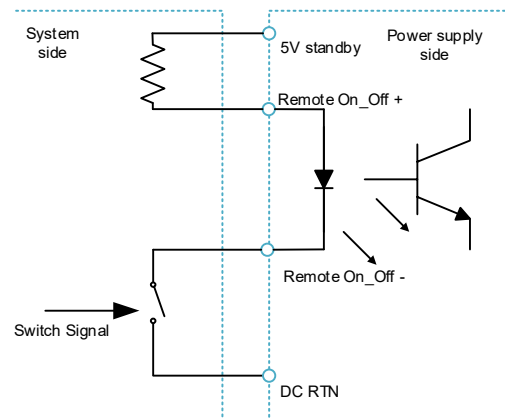 System
side
5V standby
Power supply
side
Remote On_Off +
Remote On_Off -
Switch Signal
DC RTN